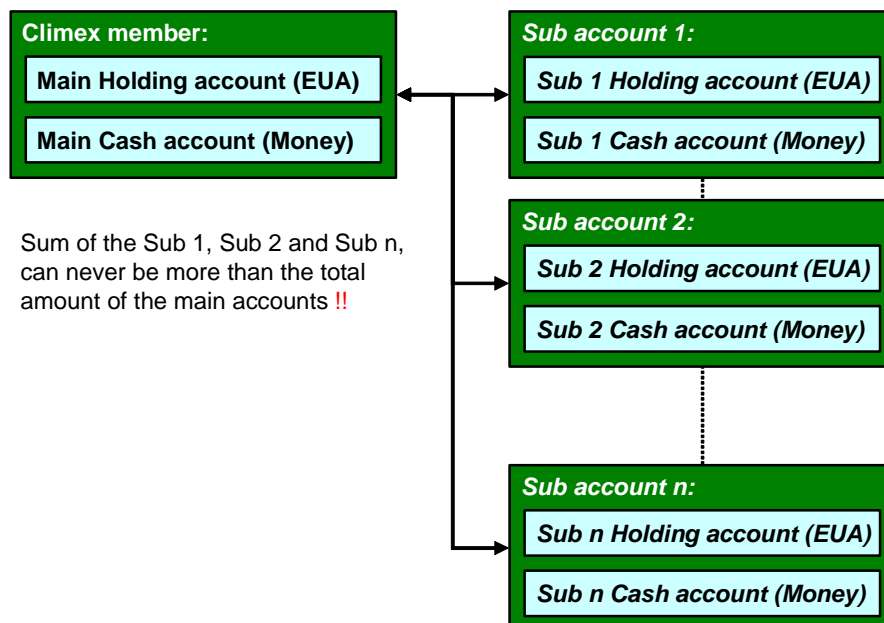 Climex member:
Main Holding account (EUA)
Main Cash account (Money)
Sum of the Sub 1, Sub 2 and Sub n,
can never be more than the total
amount of the main accounts !!
Sub account 1:
Sub 1 Holding account (EUA)
Sub 1 Cash account (Money)
Sub account 2:
Sub 2 Holding account (EUA)
Sub 2 Cash account (Money)
Sub account n:
Sub n Holding account (EUA)
Sub n Cash account (Money)